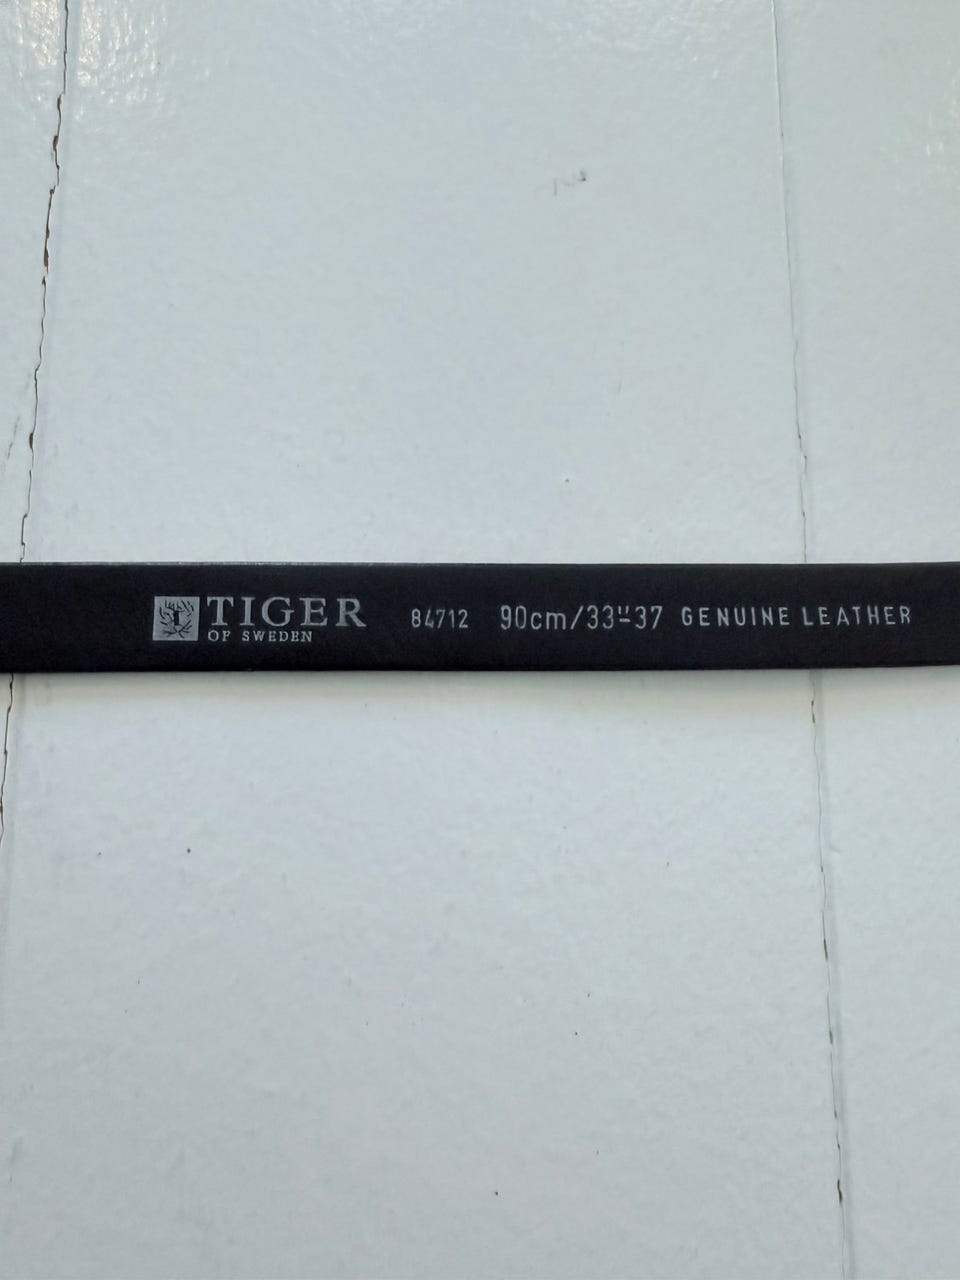 TIGER
OF SWEDEN
84712 90cm/33"-37 GENUINE LEATHER